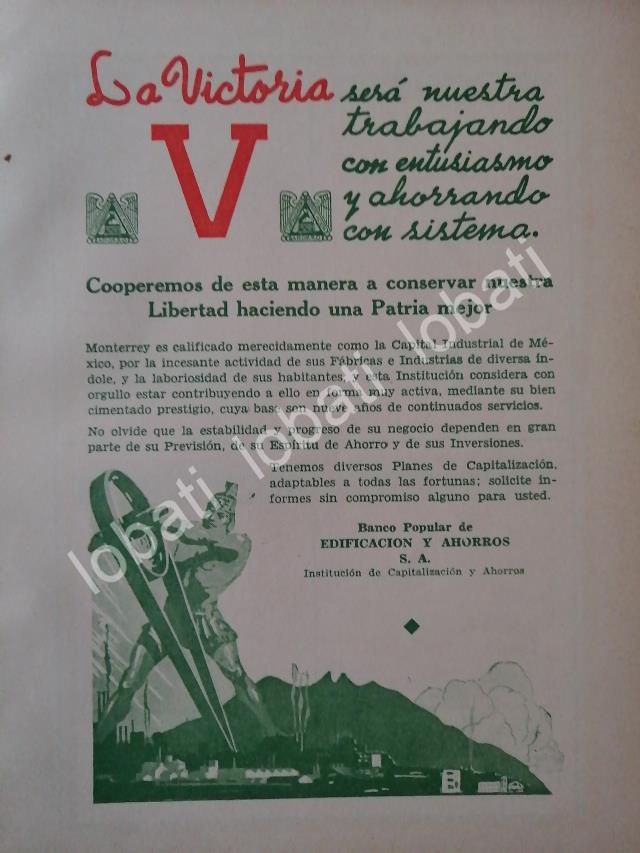 La Victoria será nuestra
trabajando
V
con entusiasmo
y ahorrando
con sistema.
Cooperemos de esta manera a conservar nuestra
Libertad haciendo una Patria mejor
Monterrey es calificado merecidamente como la Capital Industrial de Mé-
xico, por la incesante actividad de sus Fábricas e Industrias de diversa ín-
dole, y la laboriosidad de sus habitantes, y esta Institución considera con
orgullo estar contribuyendo a ello en forma muy activa, mediante su bien
cimentado prestigio, cuya base son nueve años de continuados servicios.
No olvide que la estabilidad y progreso de su negocio dependen en gran
parte de su Previsión, de su Espíritu de Ahorro y de sus Inversiones.
Tenemos diversos Planes de Capitalización,
adaptables a todas las fortunas; solicite in-
formes sin compromiso alguno para usted.
Banco Popular de
EDIFICACION Y AHORROS
S. A.
Institución de Capitalización y Ahorros
lobati lobati lobati lobati